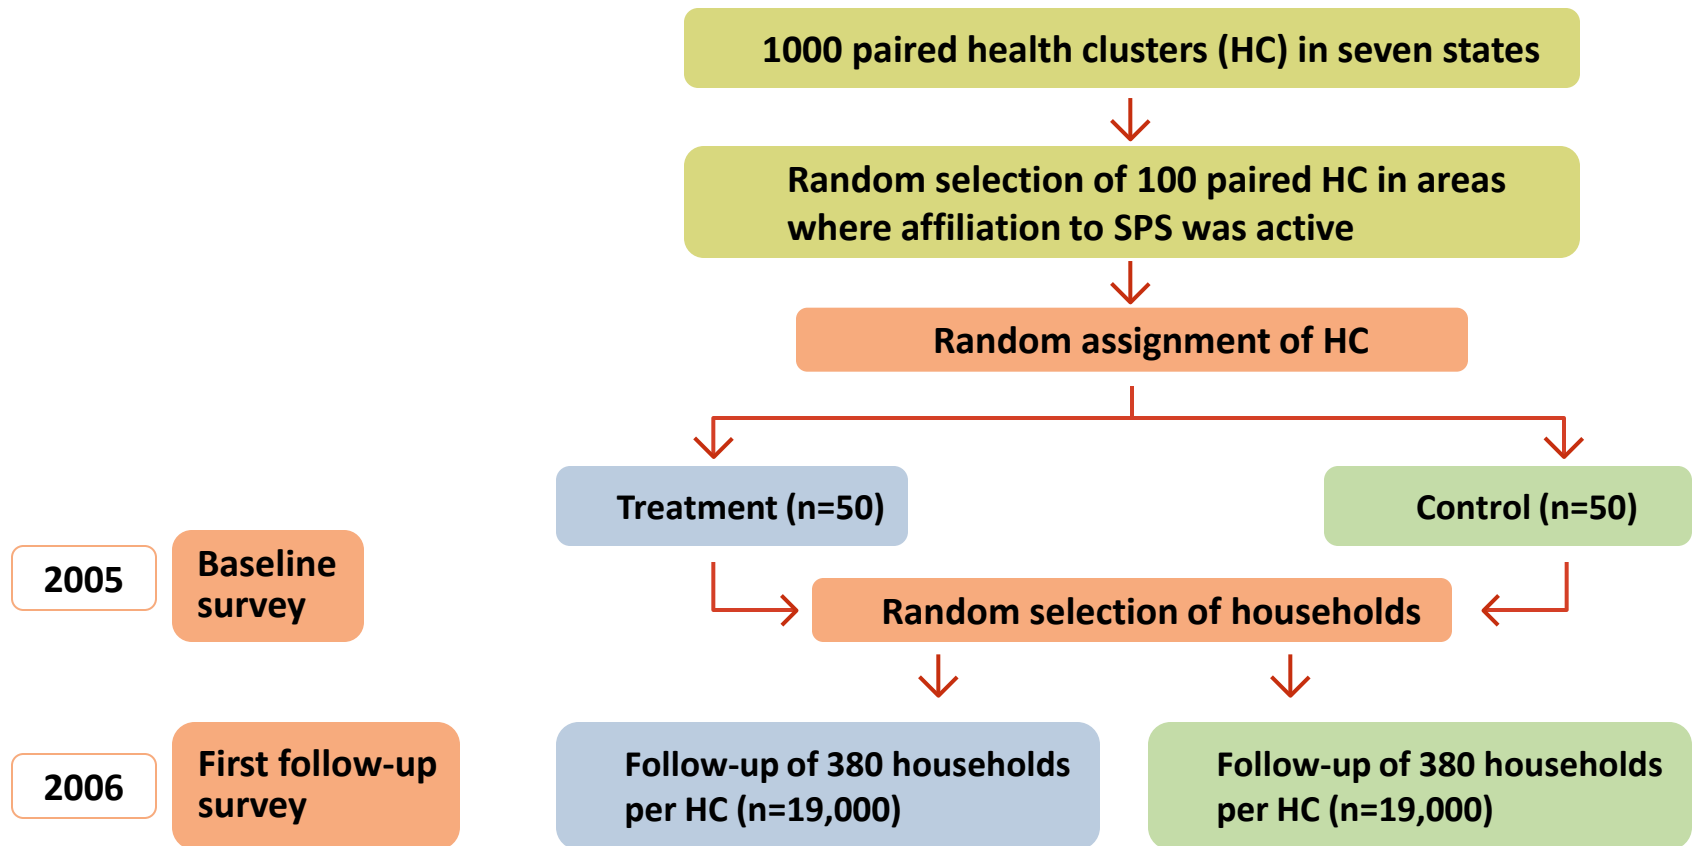 1000 paired health clusters (HC) in seven states
Random selection of 100 paired HC in areas
where affiliation to SPS was active
Random assignment of HC
Treatment (n=50)
Control (n=50)
2005
Baseline
survey
Random selection of households
2006
First follow-up
survey
Follow-up of 380 households
per HC (n=19,000)
Follow-up of 380 households
per HC (n=19,000)